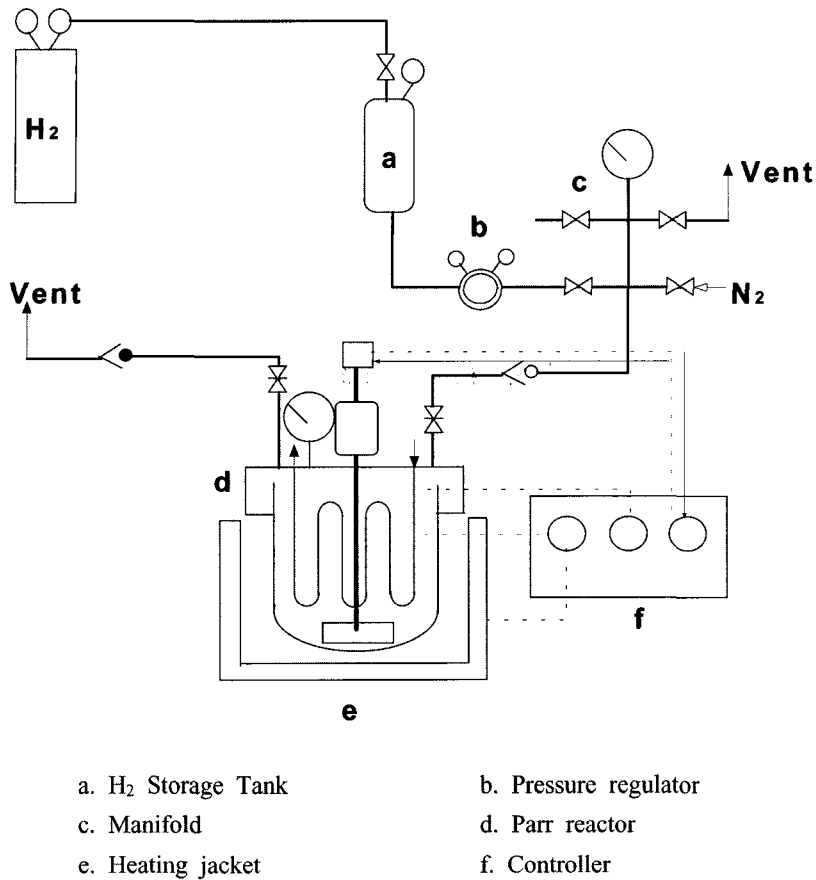 H2
a
c
Vent
b
Vent
N2
d
f
e
a. H2 Storage Tank
b. Pressure regulator
c. Manifold
d. Parr reactor
e. Heating jacket
f. Controller